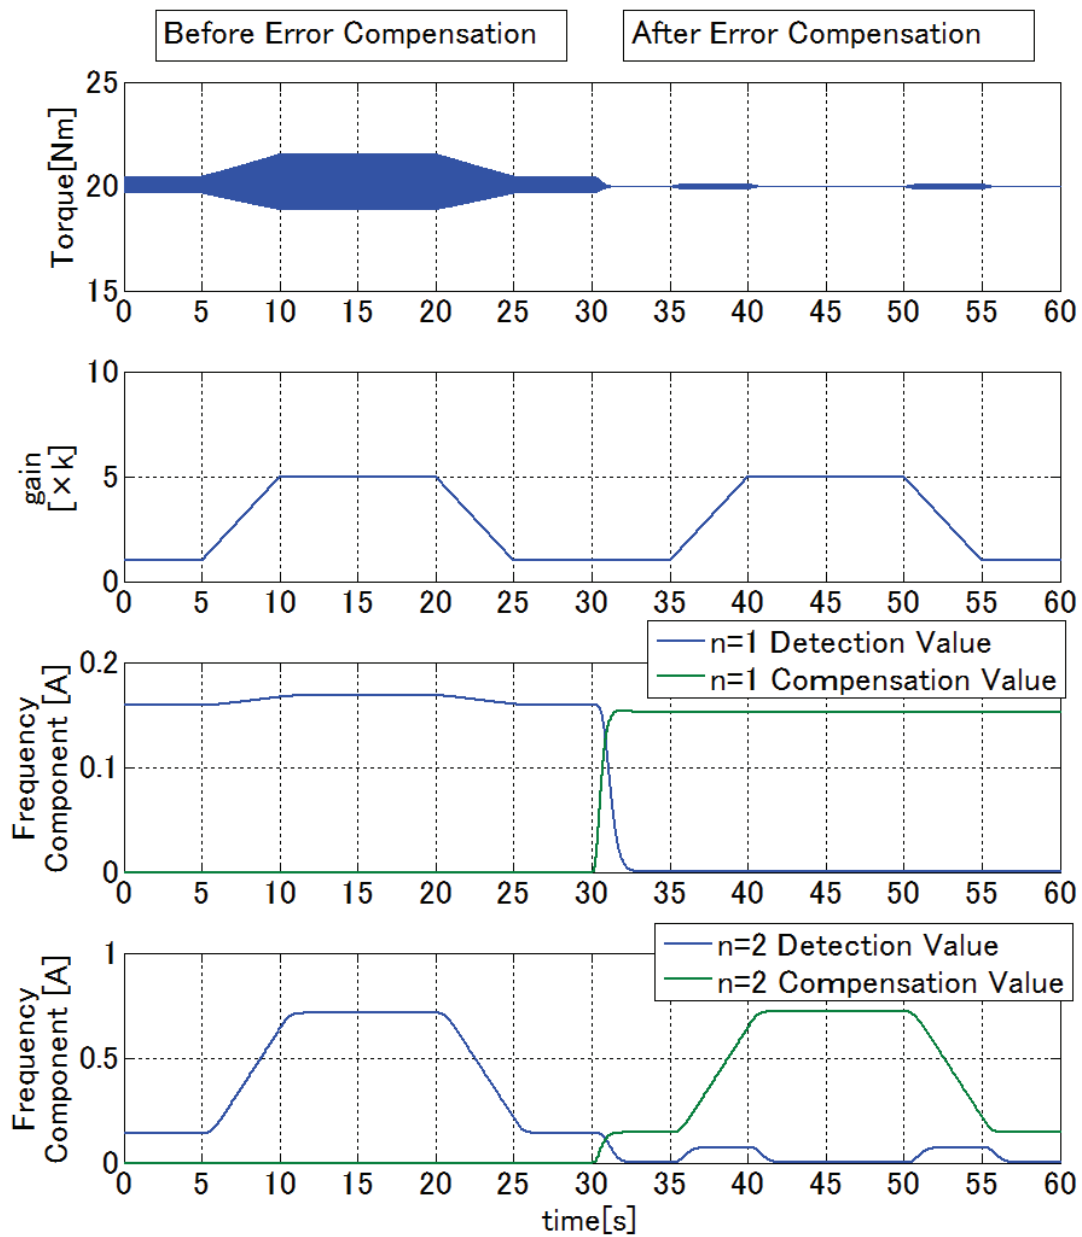 Before Error Compensation
After Error Compensation
Torque[Nm]
25
20
15
0 5 10 15 20 25 30 35 40 45 50 55 60
gain
[×k]
10
5
0
0 5 10 15 20 25 30 35 40 45 50 55 60
n=1 Detection Value
n=1 Compensation Value
Frequency
Component [A]
0.2
0.1
0
0 5 10 15 20 25 30 35 40 45 50 55 60
n=2 Detection Value
n=2 Compensation Value
Frequency
Component [A]
1
0.5
0
0 5 10 15 20 25 30 35 40 45 50 55 60
time[s]